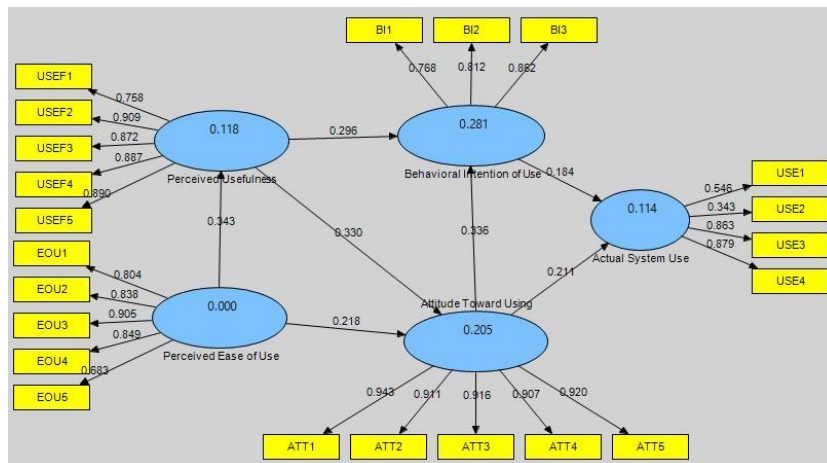 BI1 BI2 BI3
0.768 0.812 0.862
USEF1
USEF2
USEF3
USEF4
USEF5
0.758
0.909
0.872
0.887
0.890
0.118
Perceived Usefulness
0.296
0.281
Behavioral Intention of Use
0.184
0.343
0.330
0.336
0.211
0.114
Actual System Use
0.546
0.343
0.863
0.879
USE1
USE2
USE3
USE4
EOU1
EOU2
EOU3
EOU4
EOU5
0.804
0.838
0.905
0.849
0.683
0.000
Perceived Ease of Use
0.218
Attitude Toward Using
0.205
0.943 0.911 0.916 0.907 0.920
ATT1 ATT2 ATT3 ATT4 ATT5